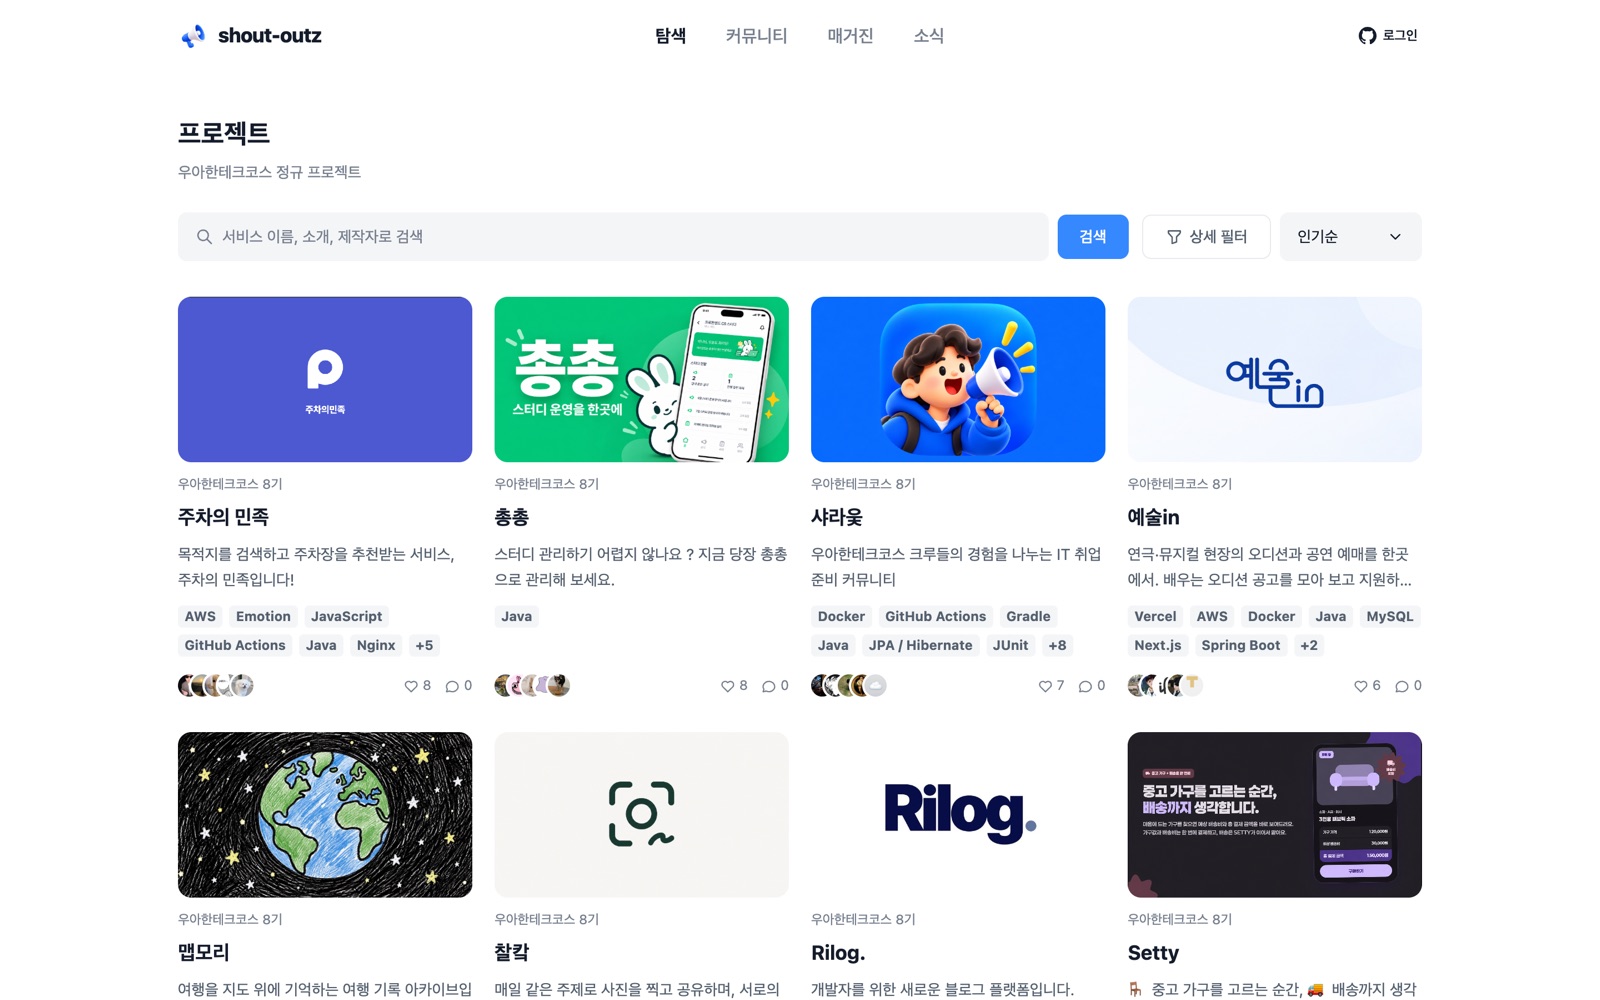 shout-outz
탐색
커뮤니티
매거진
소식
로그인
프로젝트
우아한테크코스 정규 프로젝트
서비스 이름, 소개, 제작자로 검색
검색
상세 필터
인기순
주차의민족
총총
스터디 운영을 한곳에
예술in
우아한테크코스 8기
주차의 민족
목적지를 검색하고 주차장을 추천받는 서비스,
주차의 민족입니다!
AWS Emotion JavaScript
GitHub Actions Java Nginx +5
8 0
우아한테크코스 8기
총총
스터디 관리하기 어렵지 않나요 ? 지금 당장 총총
으로 관리해 보세요.
Java
8 0
우아한테크코스 8기
샤라웃
우아한테크코스 크루들의 경험을 나누는 IT 취업
준비 커뮤니티
Docker GitHub Actions Gradle
Java JPA / Hibernate JUnit +8
7 0
우아한테크코스 8기
예술in
연극·뮤지컬 현장의 오디션과 공연 예매를 한곳
에서. 배우는 오디션 공고를 모아 보고 지원하...
Vercel AWS Docker Java MySQL
Next.js Spring Boot +2
6 0
Rilog.
중고 가구를 고르는 순간,
배송까지 생각합니다.
우아한테크코스 8기
맵모리
여행을 지도 위에 기억하는 여행 기록 아카이브입
우아한테크코스 8기
찰칵
매일 같은 주제로 사진을 찍고 공유하며, 서로의
우아한테크코스 8기
Rilog.
개발자를 위한 새로운 블로그 플랫폼입니다.
우아한테크코스 8기
Setty
중고 가구를 고르는 순간, 배송까지 생각